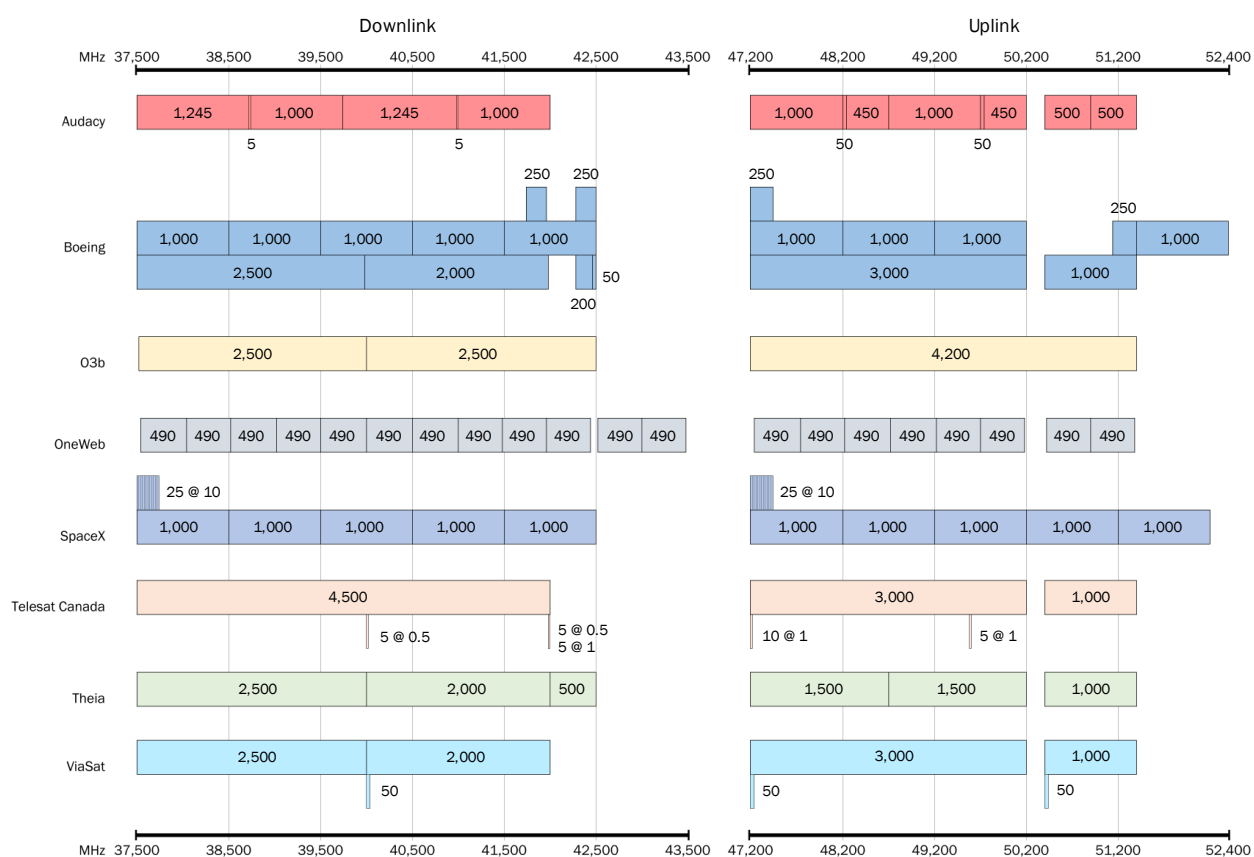 Downlink Uplink
MHz 37,500 38,500 39,500 40,500 41,500 42,500 43,500 47,200 48,200 49,200 50,200 51,200 52,400
Audacy 1,245 1,000 1,245 1,000 1,000 450 1,000 450 500 500
5 5 50 50
250 250 250
250
Boeing 1,000 1,000 1,000 1,000 1,000 1,000 1,000 1,000 1,000
2,500 2,000 50 3,000 1,000
200
O3b 2,500 2,500 4,200
OneWeb 490 490 490 490 490 490 490 490 490 490 490 490 490 490 490 490 490 490 490 490
25 @ 10 25 @ 10
SpaceX 1,000 1,000 1,000 1,000 1,000 1,000 1,000 1,000 1,000 1,000
Telesat Canada 4,500 3,000 1,000
5 @ 0.5 5 @ 0.5 10 @ 1 5 @ 1
5 @ 1
Theia 2,500 2,000 500 1,500 1,500 1,000
ViaSat 2,500 2,000 3,000 1,000
50 50 50
MHz 37,500 38,500 39,500 40,500 41,500 42,500 43,500 47,200 48,200 49,200 50,200 51,200 52,400